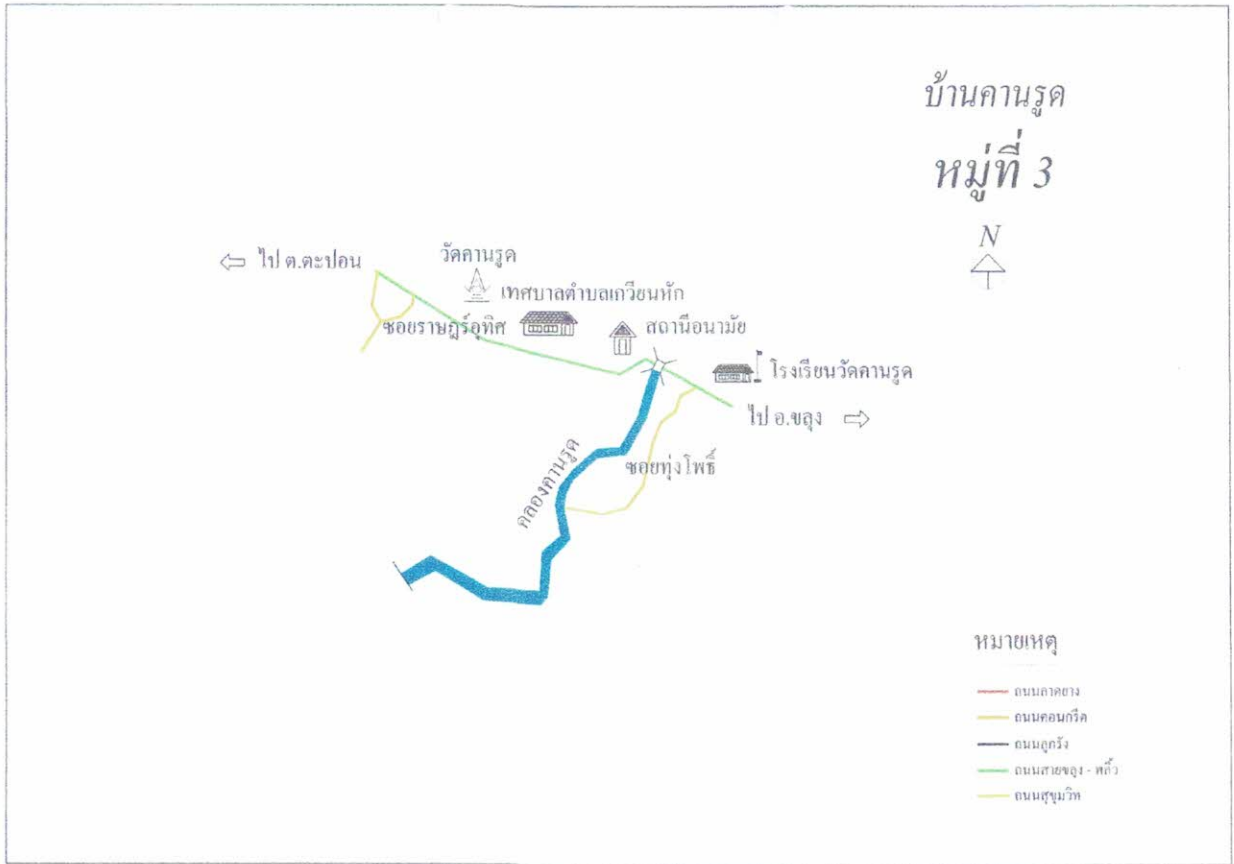 บ้านคานรูด
หมู่ที่ 3
N
ไป ต.ตะปอน
วัดคานรูด
เทศบาลตำบลเกวียนหัก
ซอยราษฎร์อุทิศ
สถานีอนามัย
โรงเรียนวัดคานรูด
ไป อ.ขลุง
ซอยทุ่งโพธิ์
คลองคานรูด
หมายเหตุ
ถนนลาดยาง
ถนนคอนกรีต
ถนนลูกรัง
ถนนสายขลุง - พลิ้ว
ถนนสุขุมวิท